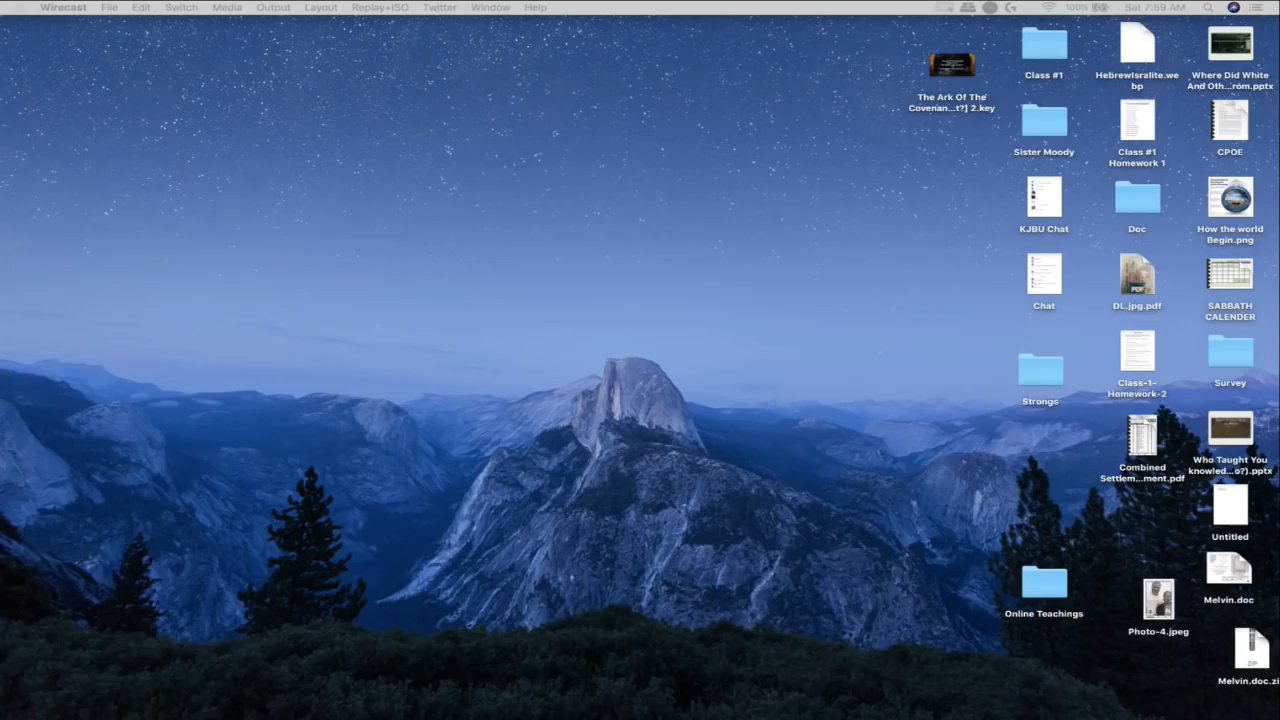 Wirecast File Edit Switch Media Output Layout Replay+ISO Twitter Window Help 100% Sat 7:59 AM
The Ark Of The
Covenan...t?] 2.key
Class #1
HebrewIsralite.we
bp
Where Did White
And Oth...rom.pptx
Sister Moody
Class #1
Homework 1
CPOE
KJBU Chat
Doc
How the world
Begin.png
Chat
DL.jpg.pdf
SABBATH
CALENDER
Strongs
Class-1-
Homework-2
Survey
Combined
Settlem...ment.pdf
Who Taught You
knowled...o?).pptx
Untitled
Online Teachings
Photo-4.jpeg
Melvin.doc
ZIP
Melvin.doc.zi